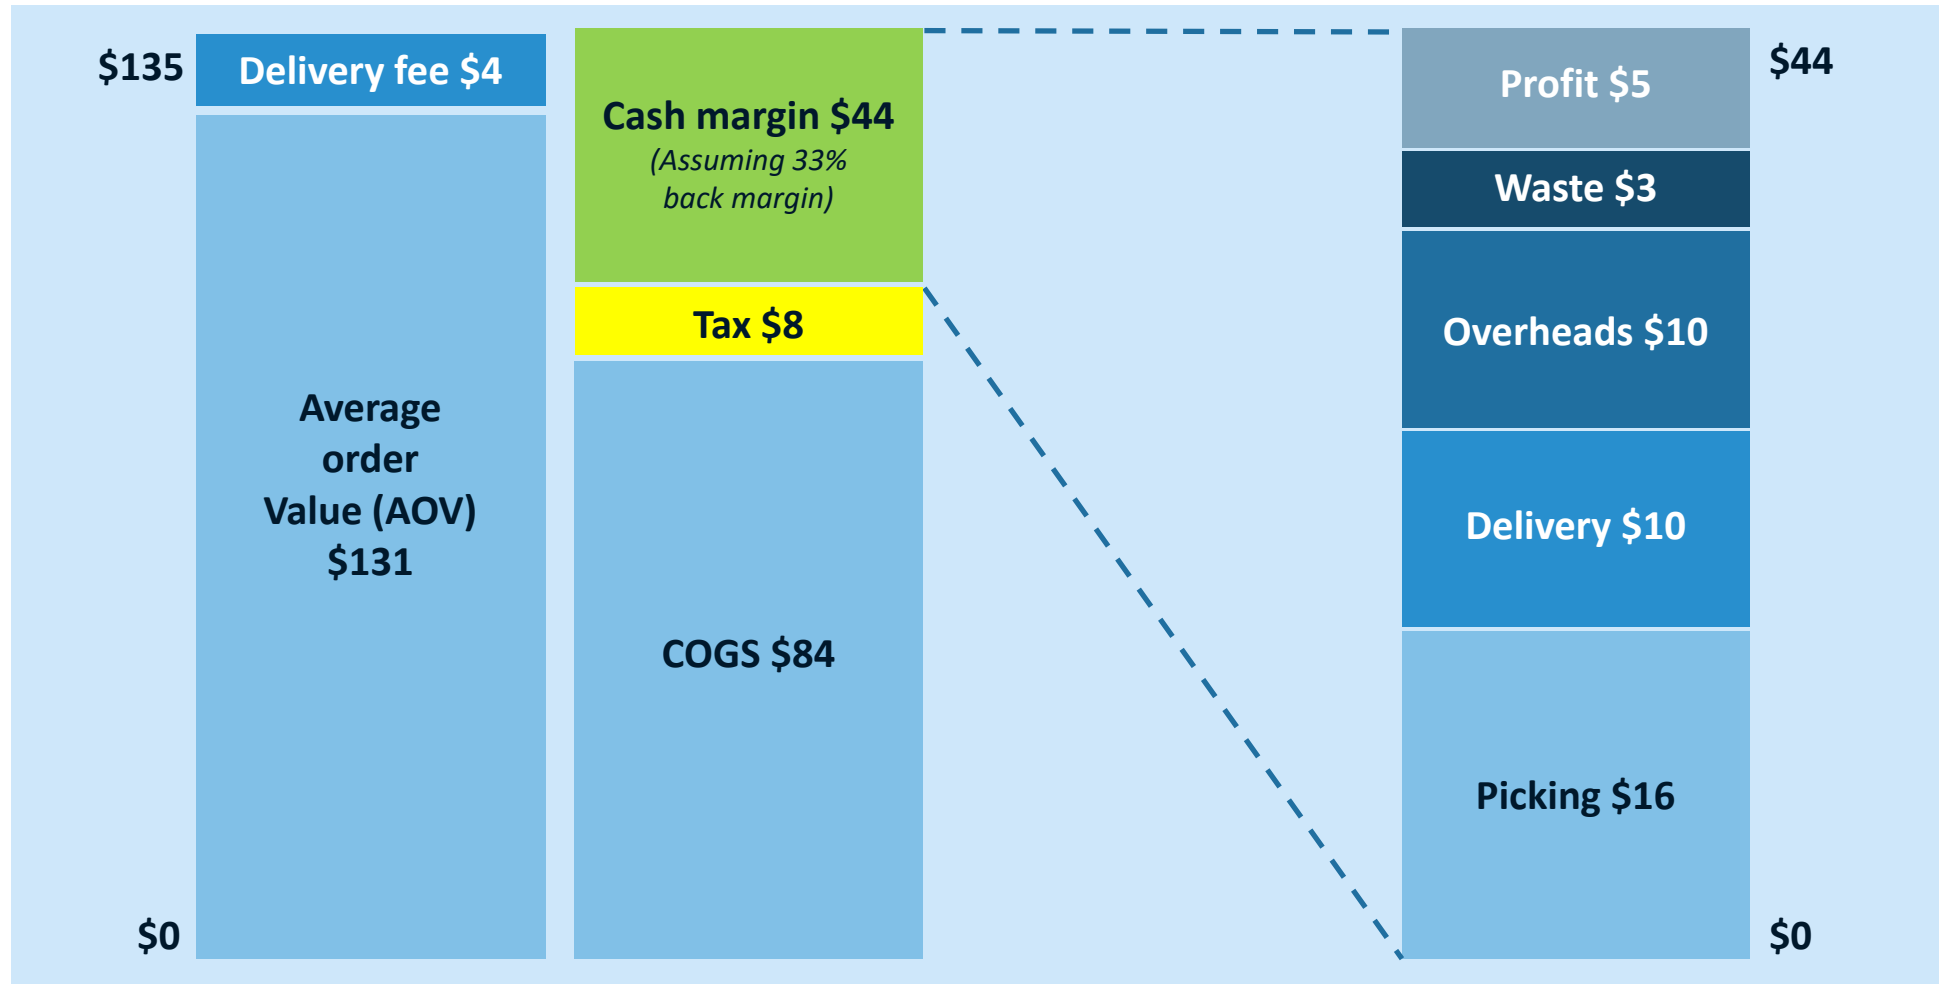 $135
Delivery fee $4
Average
order
Value (AOV)
$131
$0
Cash margin $44
(Assuming 33%
back margin)
Tax $8
COGS $84
Profit $5
Waste $3
Overheads $10
Delivery $10
Picking $16
$44
$0